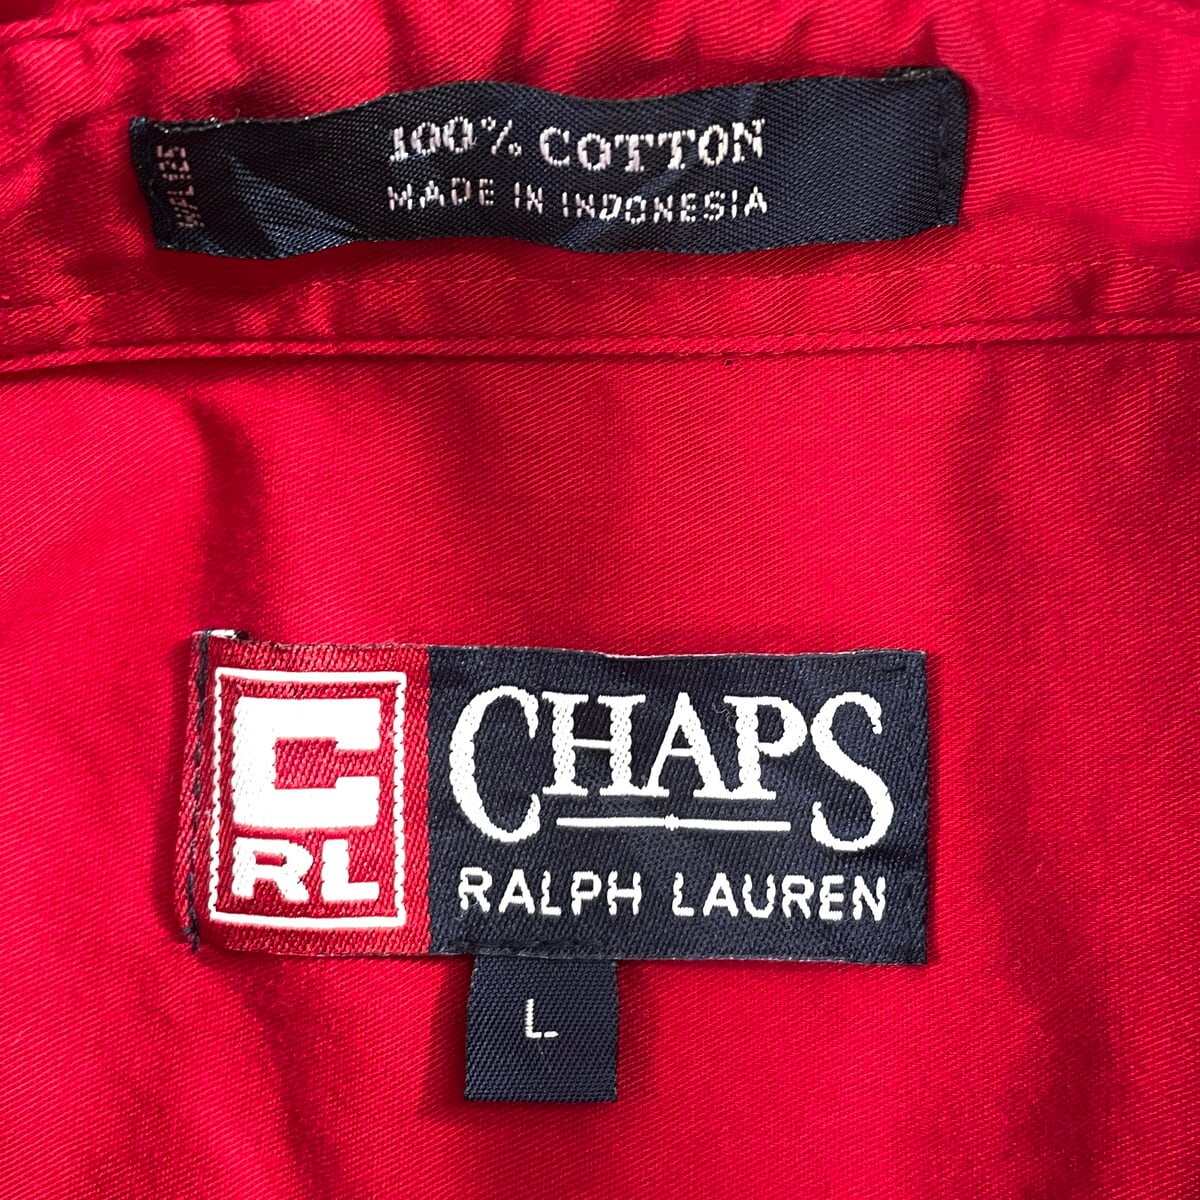 100% COTTON
MADE IN INDONESIA
C
RL
CHAPS
RALPH LAUREN
L